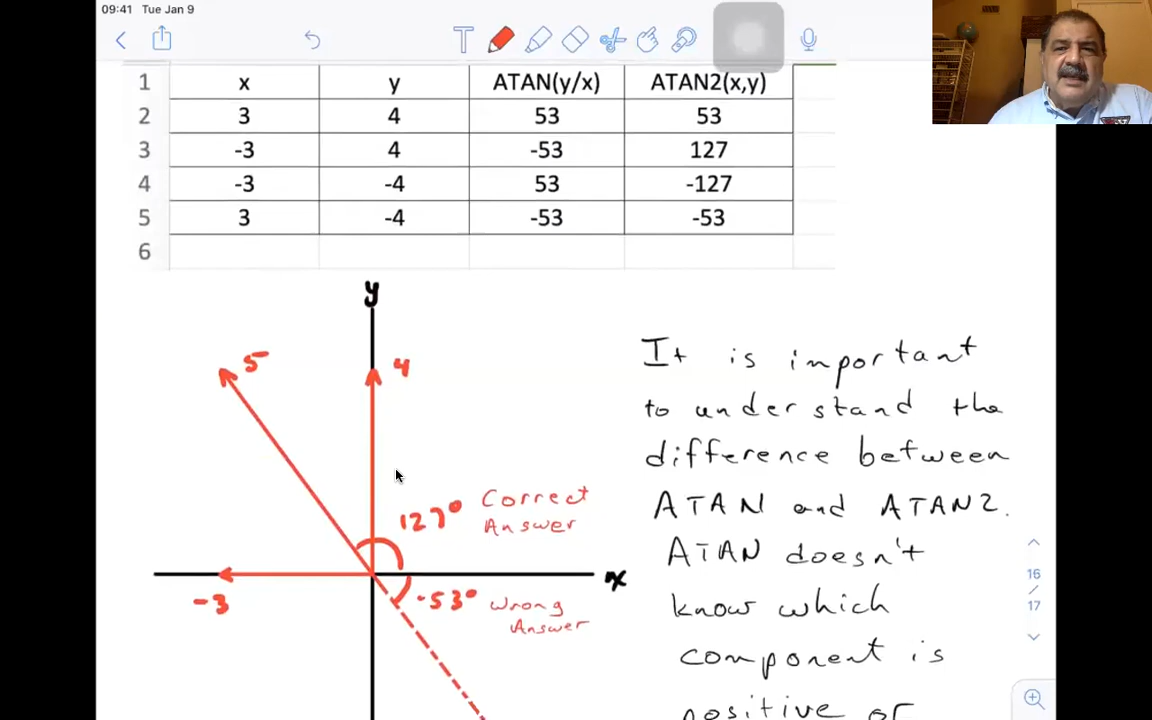 09:41 Tue Jan 9
T
1 x y ATAN(y/x) ATAN2(x,y)
2 3 4 53 53
3 -3 4 -53 127
4 -3 -4 53 -127
5 3 -4 -53 -53
6
y
5
4
127° Correct
Answer
x
-3
-53° Wrong
Answer
It is important
to understand the
difference between
ATAN and ATAN2.
ATAN doesn't
know which
component is
positive or
16
/
17